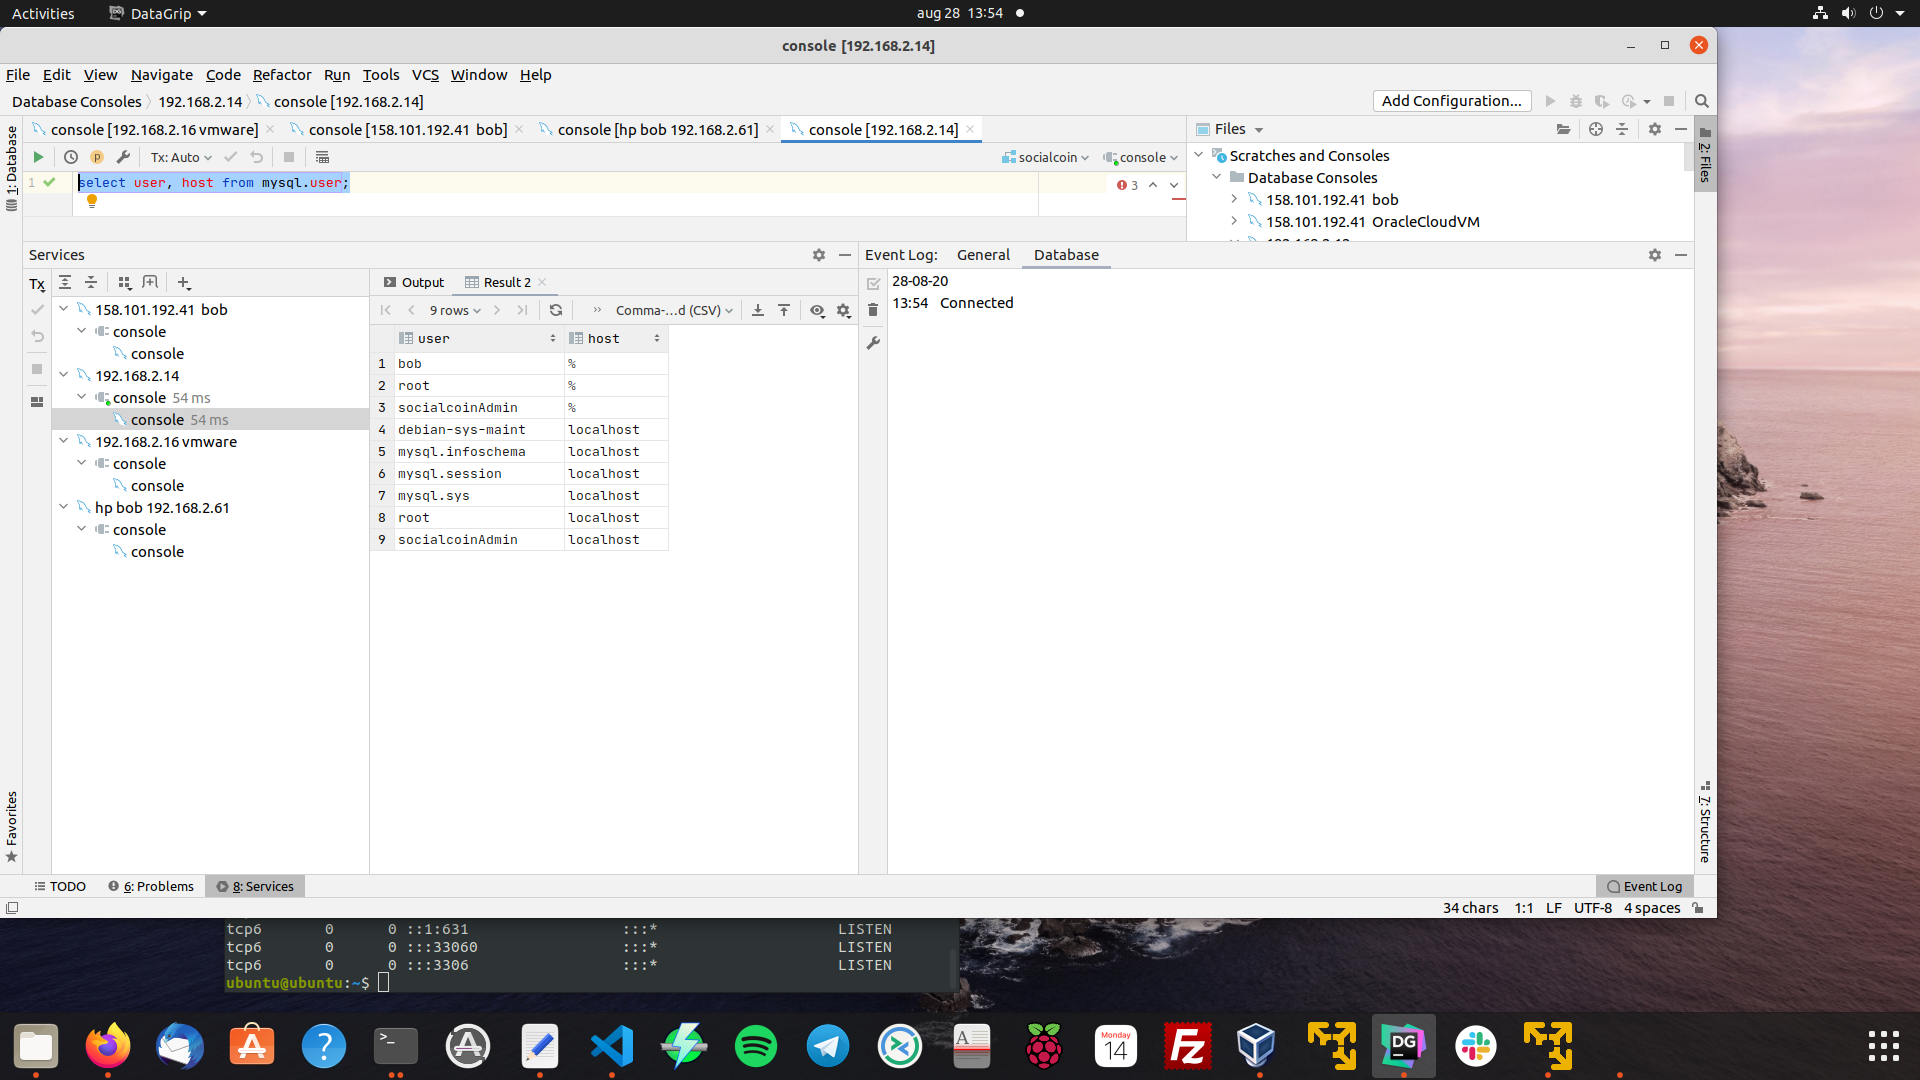 Activities DataGrip aug 28 13:54
console [192.168.2.14]
File Edit View Navigate Code Refactor Run Tools VCS Window Help
Database Consoles 192.168.2.14 console [192.168.2.14] Add Configuration...
console [192.168.2.16 vmware] console [158.101.192.41 bob] console [hp bob 192.168.2.61] console [192.168.2.14] Files
1: Database
2: Files
Tx: Auto socialcoin console
Scratches and Consoles
1 select user, host from mysql.user; 3
Database Consoles
158.101.192.41 bob
158.101.192.41 OracleCloudVM
Services Event Log: General Database
Tx Output Result 2
28-08-20
13:54 Connected
9 rows Comma-...d (CSV)
158.101.192.41 bob
console
console
192.168.2.14
console 54 ms
console 54 ms
192.168.2.16 vmware
console
console
hp bob 192.168.2.61
console
console
user host
1 bob %
2 root %
3 socialcoinAdmin %
4 debian-sys-maint localhost
5 mysql.infoschema localhost
6 mysql.session localhost
7 mysql.sys localhost
8 root localhost
9 socialcoinAdmin localhost
Favorites
7: Structure
TODO 6: Problems 8: Services Event Log
34 chars 1:1 LF UTF-8 4 spaces
tcp6 0 0 ::1:631 :::* LISTEN
tcp6 0 0 :::33060 :::* LISTEN
tcp6 0 0 :::3306 :::* LISTEN
ubuntu@ubuntu:~$
Monday
14
Fz
DG